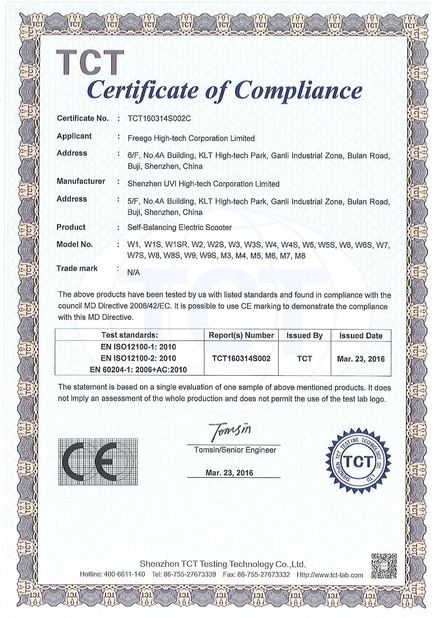 TCT
Certificate of Compliance
Certificate No. : TCT160314S002C
Applicant : Freego High-tech Corporation Limited
Address : 6/F, No.4A Building, KLT High-tech Park, Ganli Industrial Zone, Bulan Road,
Buji, Shenzhen, China
Manufacturer : Shenzhen UVI High-tech Corporation Limited
Address : 5/F, No.4A Building, KLT High-tech Park, Ganli Industrial Zone, Bulan Road,
Buji, Shenzhen, China
Product : Self-Balancing Electric Scooter
Model No. : W1, W1S, W1SR, W2, W2S, W3, W3S, W4, W4S, W5, W5S, W6, W6S, W7,
W7S, W8, W8S, W9, W9S, M3, M4, M5, M6, M7, M8
Trade mark : N/A
The above products have been tested by us with listed standards and found in compliance with the
council MD Directive 2006/42/EC. It is possible to use CE marking to demonstrate the compliance
with this MD Directive.
Test standards: Report(s) Number Issued By Issued Date
EN ISO12100-1: 2010
EN ISO12100-2: 2010 TCT160314S002 TCT Mar. 23, 2016
EN 60204-1: 2006+AC:2010
The statement is based on a single evaluation of one sample of above mentioned products. It does
not imply an assessment of the whole production and does not permit the use of the test lab logo.
Tomsin
Tomsin/Senior Engineer
Mar. 23, 2016
CE
SHENZHEN TCT TESTING TECHNOLOGY CO., LTD
TCT
Shenzhen TCT Testing Technology Co., Ltd.
Hotline: 400-6611-140 Tel: 86-755-27673339 Fax: 86-755-27673332 Http://www.tct-lab.com